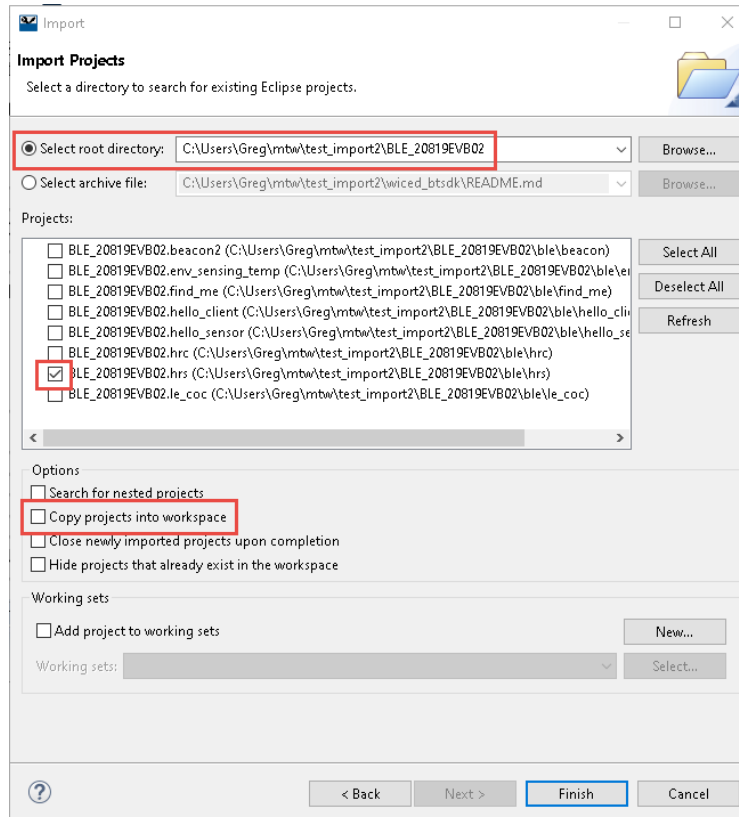 Import
Import Projects
Select a directory to search for existing Eclipse projects.
Select root directory: C:\Users\Greg\mtw\test_import2\BLE_20819EVB02 Browse...
Select archive file: C:\Users\Greg\mtw\test_import2\wiced_btsdk\README.md Browse...
Projects:
BLE_20819EVB02.beacon2 (C:\Users\Greg\mtw\test_import2\BLE_20819EVB02\ble\beacon) Select All
BLE_20819EVB02.env_sensing_temp (C:\Users\Greg\mtw\test_import2\BLE_20819EVB02\ble\er
BLE_20819EVB02.find_me (C:\Users\Greg\mtw\test_import2\BLE_20819EVB02\ble\find_me) Deselect All
BLE_20819EVB02.hello_client (C:\Users\Greg\mtw\test_import2\BLE_20819EVB02\ble\hello_clie
BLE_20819EVB02.hello_sensor (C:\Users\Greg\mtw\test_import2\BLE_20819EVB02\ble\hello_se Refresh
BLE_20819EVB02.hrc (C:\Users\Greg\mtw\test_import2\BLE_20819EVB02\ble\hrc)
BLE_20819EVB02.hrs (C:\Users\Greg\mtw\test_import2\BLE_20819EVB02\ble\hrs)
BLE_20819EVB02.le_coc (C:\Users\Greg\mtw\test_import2\BLE_20819EVB02\ble\le_coc)
Options
Search for nested projects
Copy projects into workspace
Close newly imported projects upon completion
Hide projects that already exist in the workspace
Working sets
Add project to working sets New...
Working sets: Select...
? < Back Next > Finish Cancel